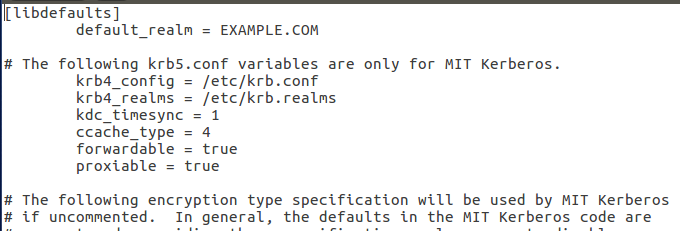 [libdefaults]
default_realm = EXAMPLE.COM
# The following krb5.conf variables are only for MIT Kerberos.
krb4_config = /etc/krb.conf
krb4_realms = /etc/krb.realms
kdc_timesync = 1
ccache_type = 4
forwardable = true
proxiable = true
# The following encryption type specification will be used by MIT Kerberos
# if uncommented.  In general, the defaults in the MIT Kerberos code are